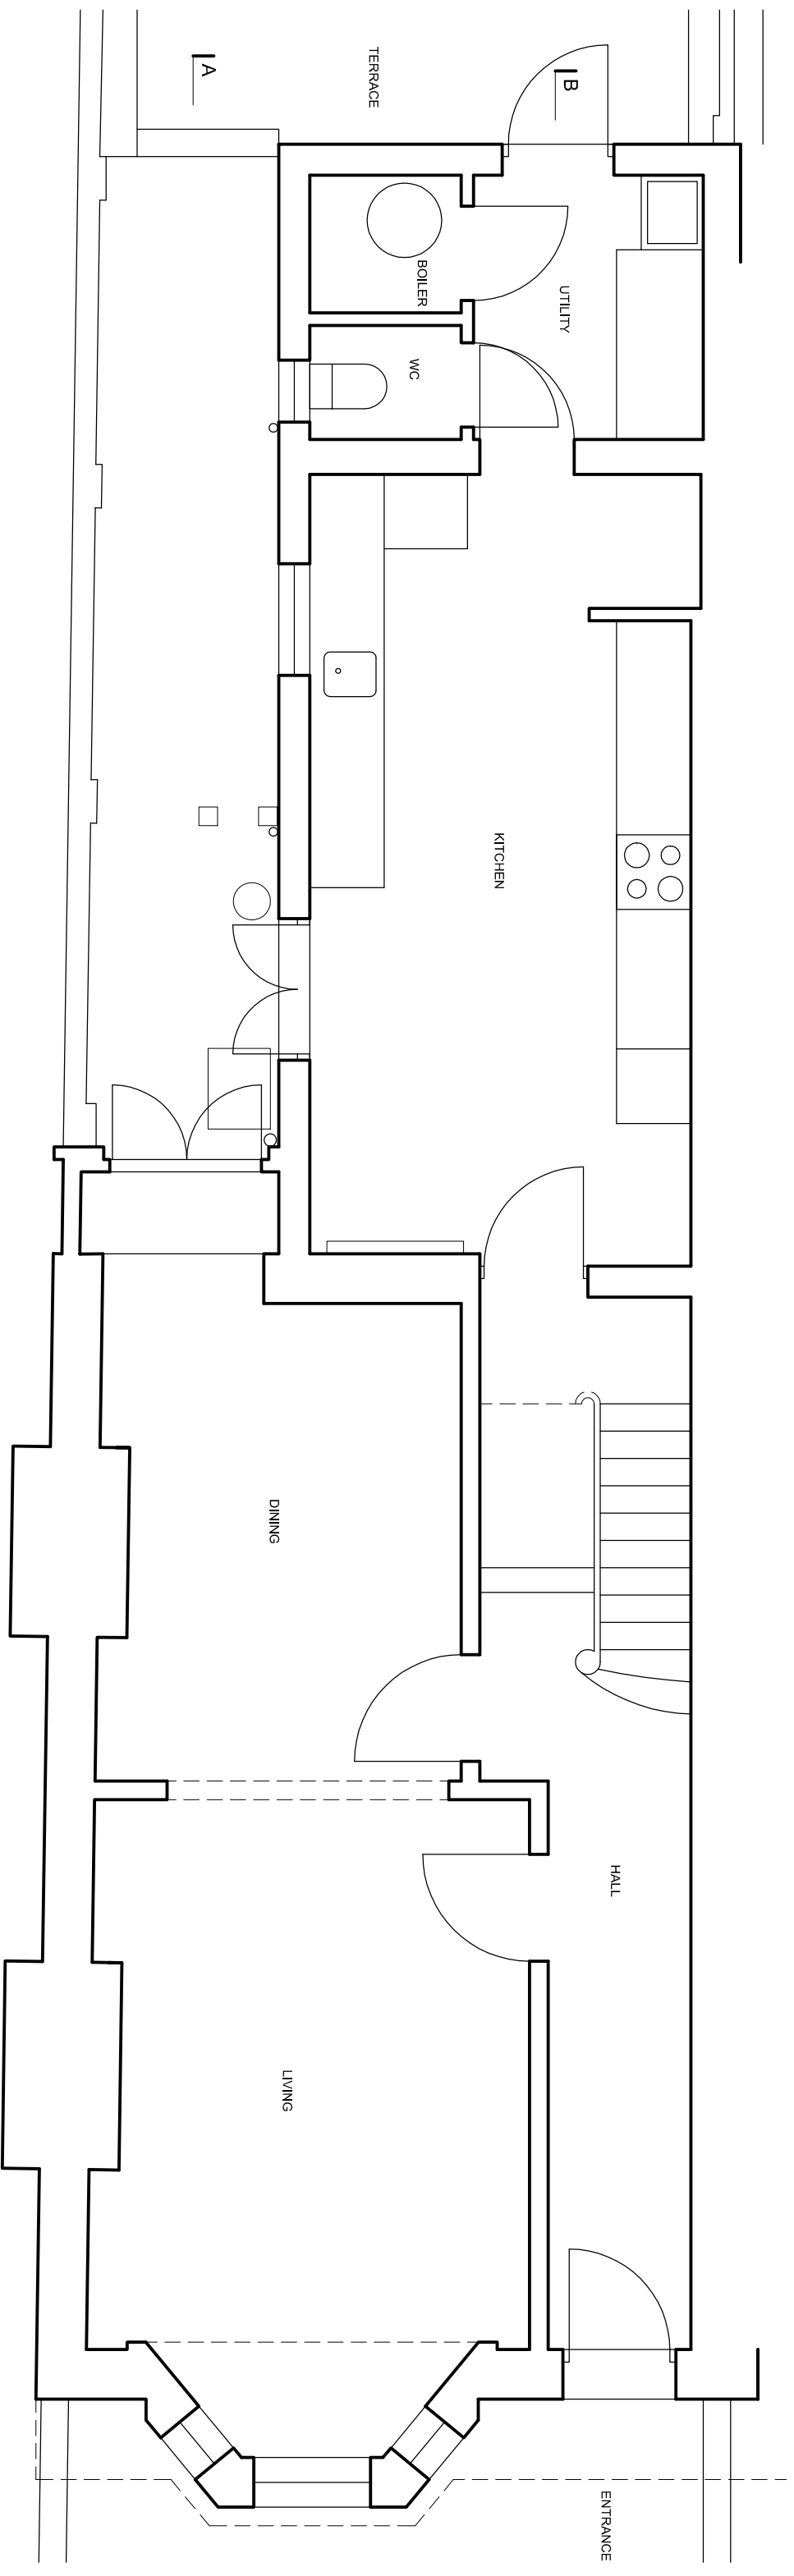 A
TERRACE
B
BOILER
UTILITY
WC
KITCHEN
DINING
HALL
LIVING
ENTRANCE